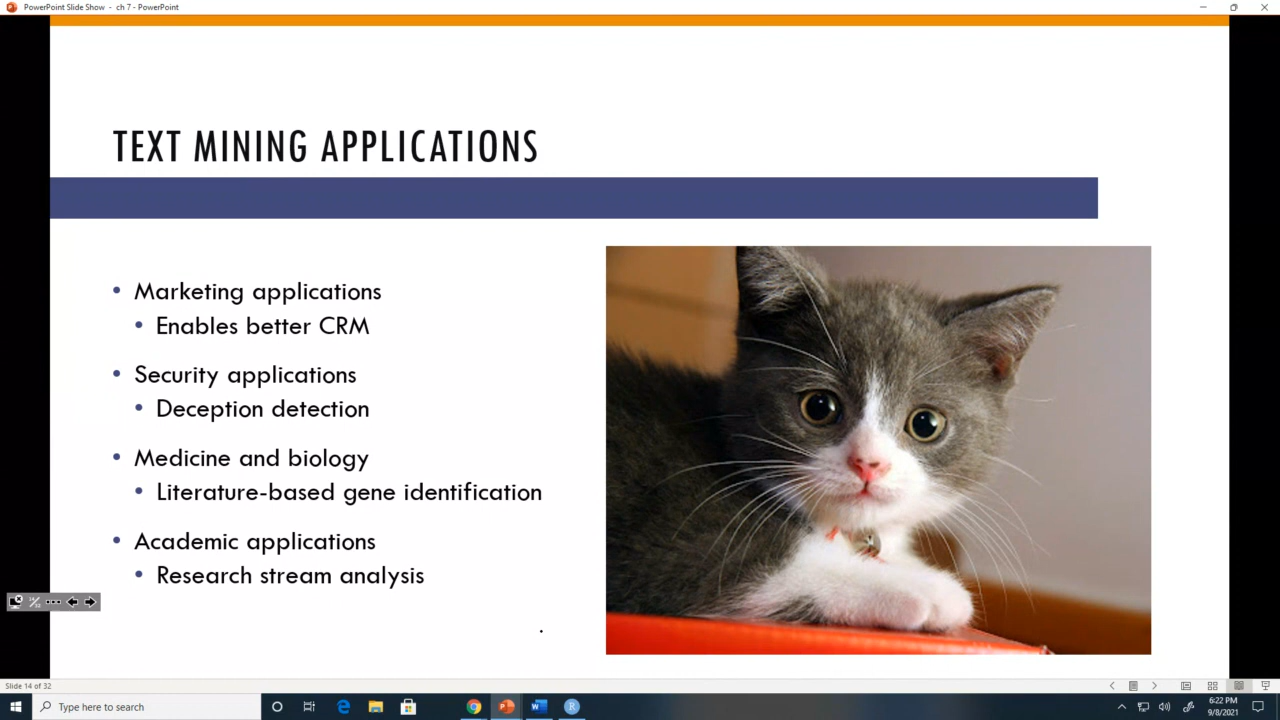 PowerPoint Slide Show - ch 7 - PowerPoint
TEXT MINING APPLICATIONS
• Marketing applications
• Enables better CRM
• Security applications
• Deception detection
• Medicine and biology
• Literature-based gene identification
• Academic applications
• Research stream analysis
Slide 14 of 32
Type here to search
6:22 PM
9/8/2021